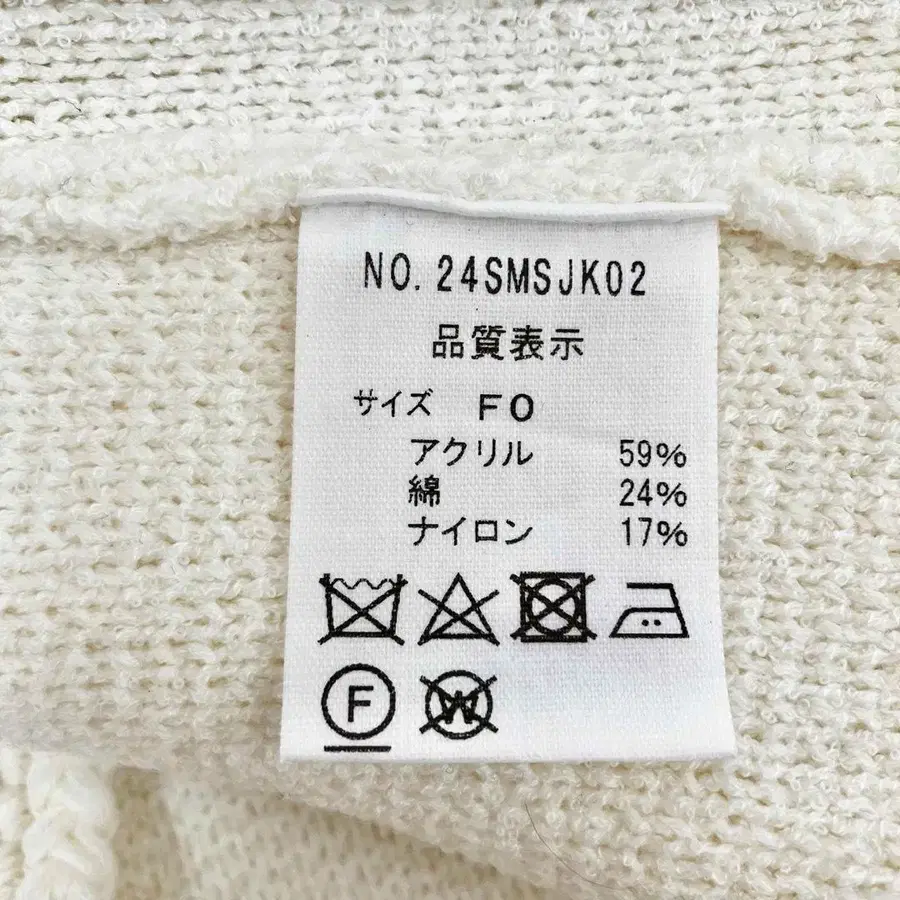 NO. 24SMSJK02
品質表示
サイズ FO
アクリル 59%
綿 24%
ナイロン 17%
F W